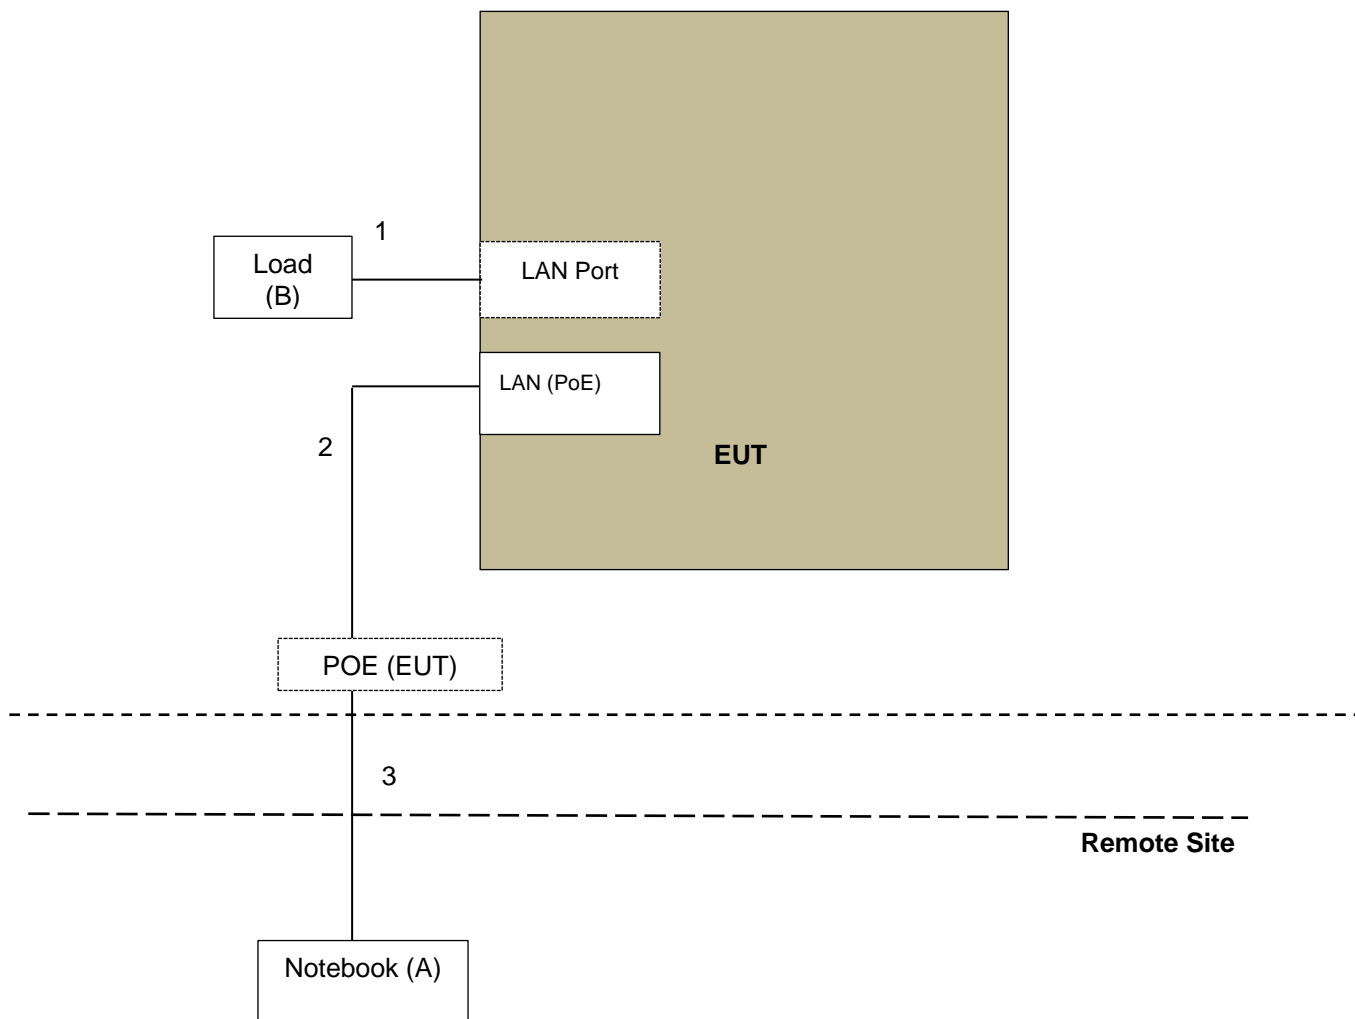 1
Load
(B)
LAN Port
LAN (PoE)
2
EUT
POE (EUT)
3
Remote Site
Notebook (A)